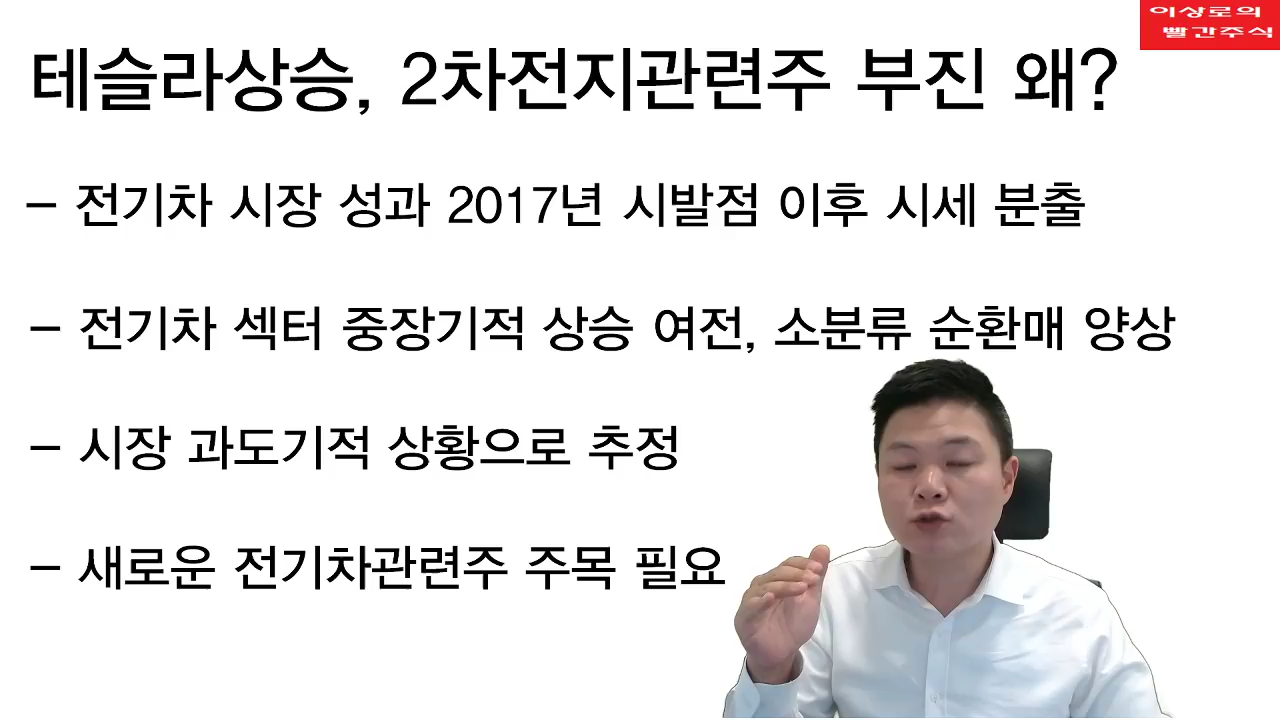 이상로의
빨간주식
테슬라상승, 2차전지관련주 부진 왜?
– 전기차 시장 성과 2017년 시발점 이후 시세 분출
– 전기차 섹터 중장기적 상승 여전, 소분류 순환매 양상
– 시장 과도기적 상황으로 추정
– 새로운 전기차관련주 주목 필요